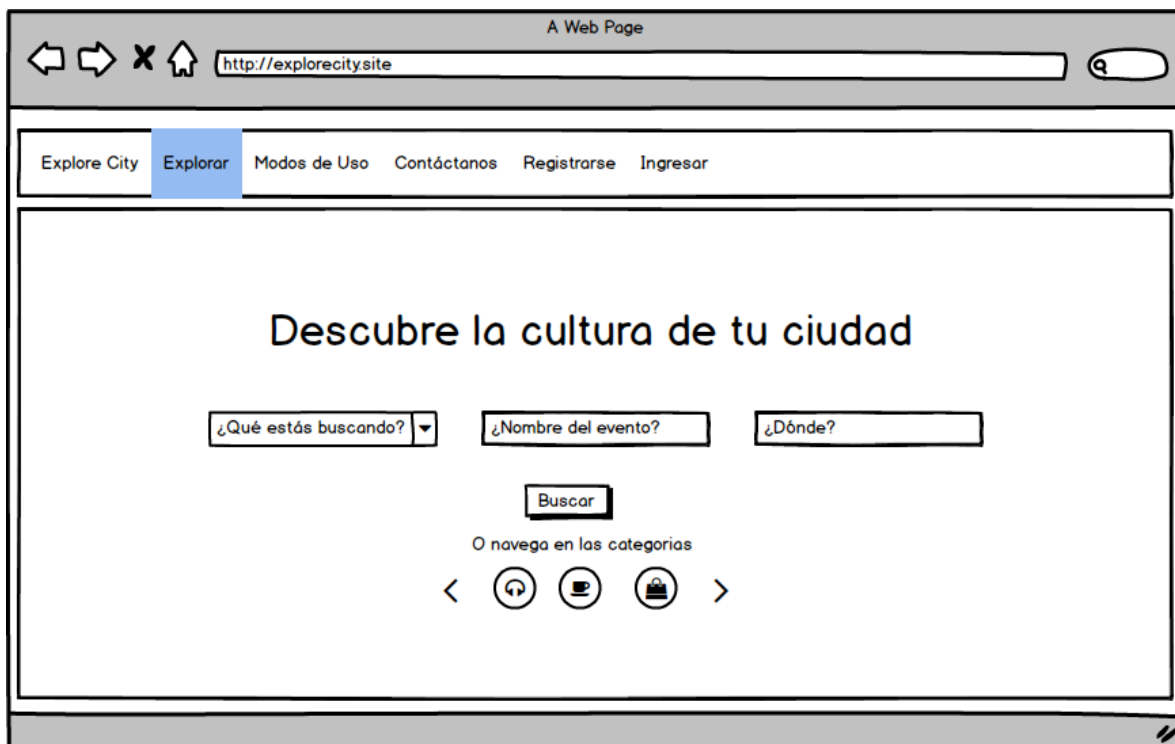 A Web Page
http://explorecity.site
Explore City Explorar Modos de Uso Contáctanos Registrarse Ingresar
Descubre la cultura de tu ciudad
¿Qué estás buscando? ¿Nombre del evento? ¿Dónde?
Buscar
O navega en las categorias